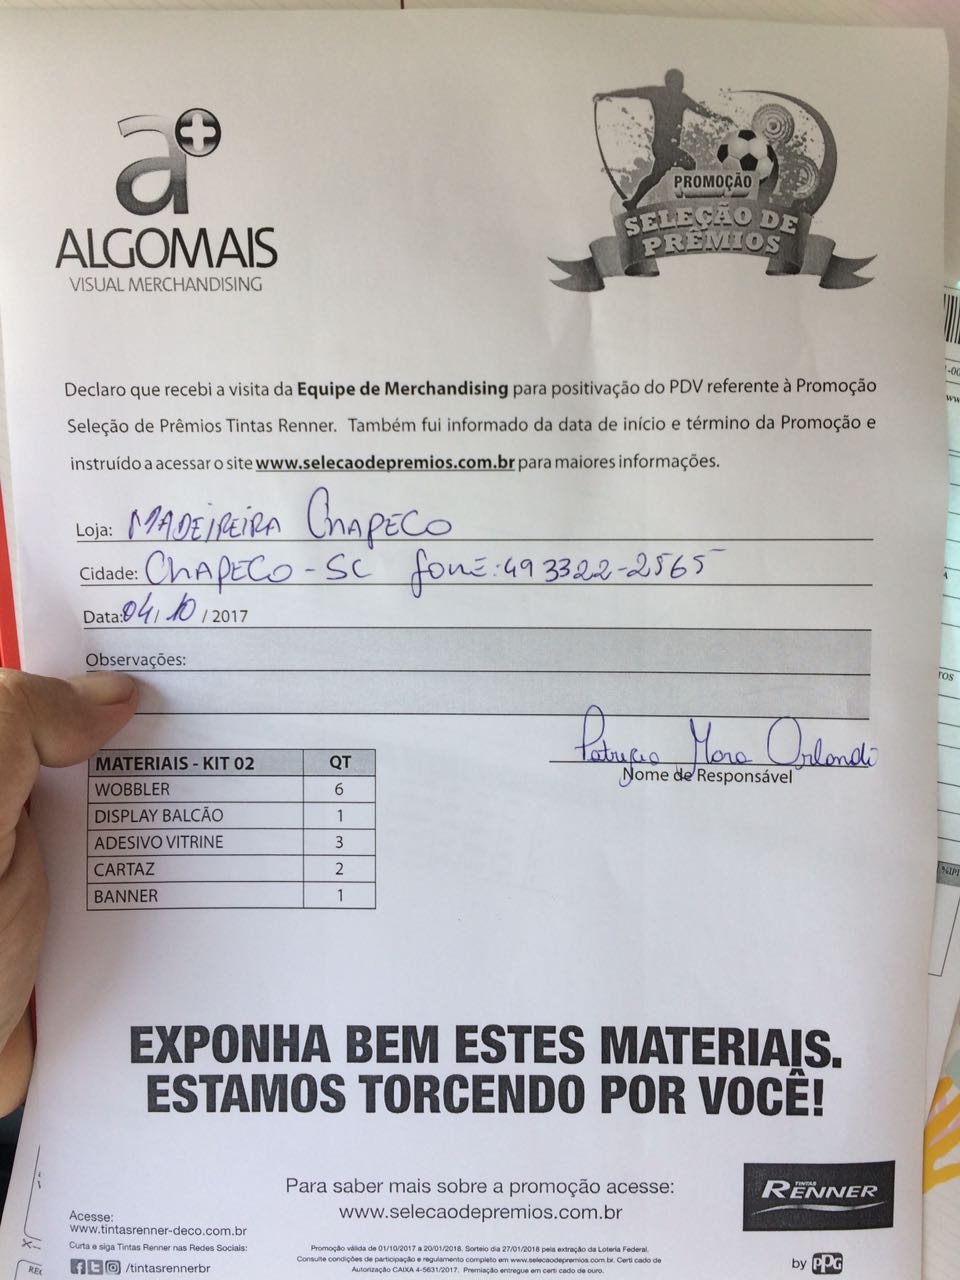 a+
ALGOMAIS
VISUAL MERCHANDISING
PROMOÇÃO
SELEÇÃO DE
PRÊMIOS
Declaro que recebi a visita da Equipe de Merchandising para positivação do PDV referente à Promoção
Seleção de Prêmios Tintas Renner. Também fui informado da data de início e término da Promoção e
instruído a acessar o site www.selecaodepremios.com.br para maiores informações.
Loja: MADEIREIRA CHAPECO
Cidade: CHAPECO - SC fone: 49 3322-2565
Data: 04/ 10 / 2017
Observações:
Patrycia Mora Orlandi
Nome de Responsável
MATERIAIS - KIT 02 QT
WOBBLER 6
DISPLAY BALCÃO 1
ADESIVO VITRINE 3
CARTAZ 2
BANNER 1
EXPONHA BEM ESTES MATERIAIS.
ESTAMOS TORCENDO POR VOCÊ!
Para saber mais sobre a promoção acesse:
www.selecaodepremios.com.br
TINTAS
RENNER
by PPG
Acesse:
www.tintasrenner-deco.com.br
Curta e siga Tintas Renner nas Redes Sociais:
/tintasrennerbr
Promoção válida de 01/10/2017 a 20/01/2018. Sorteio dia 27/01/2018 pela extração da Loteria Federal.
Consulte condições de participação e regulamento completo em www.selecaodepremios.com.br. Certi cado de
Autorização CAIXA 4-5631/2017. Premiação entregue em certi cado de ouro.
%IPI